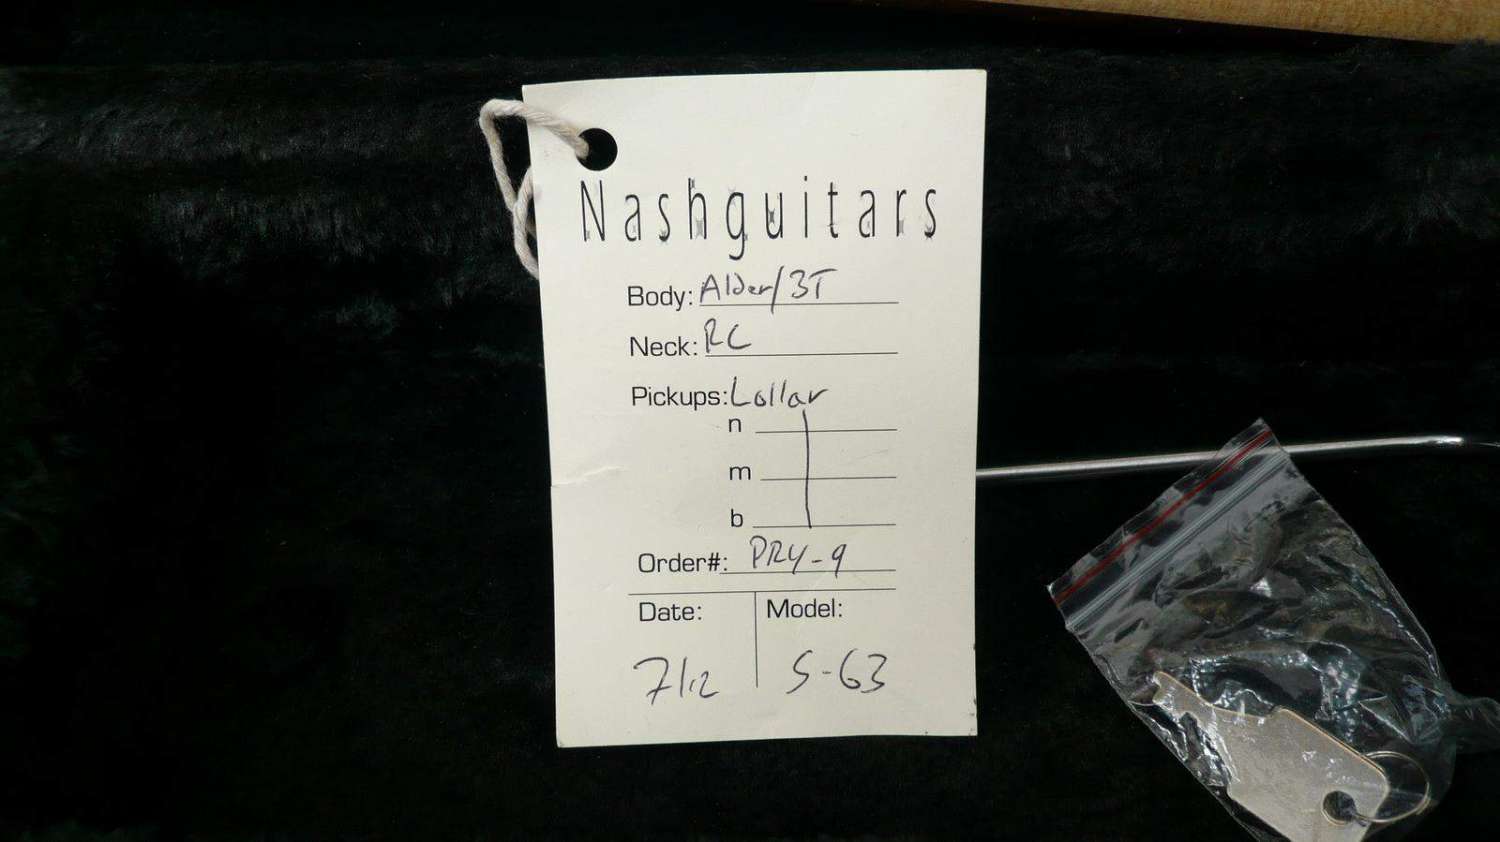 Nashguitars
Body: Alder/3T
Neck: RC
Pickups: Lollar
n
m
b
Order#: PRY-9
Date: Model:
7/12 S-63